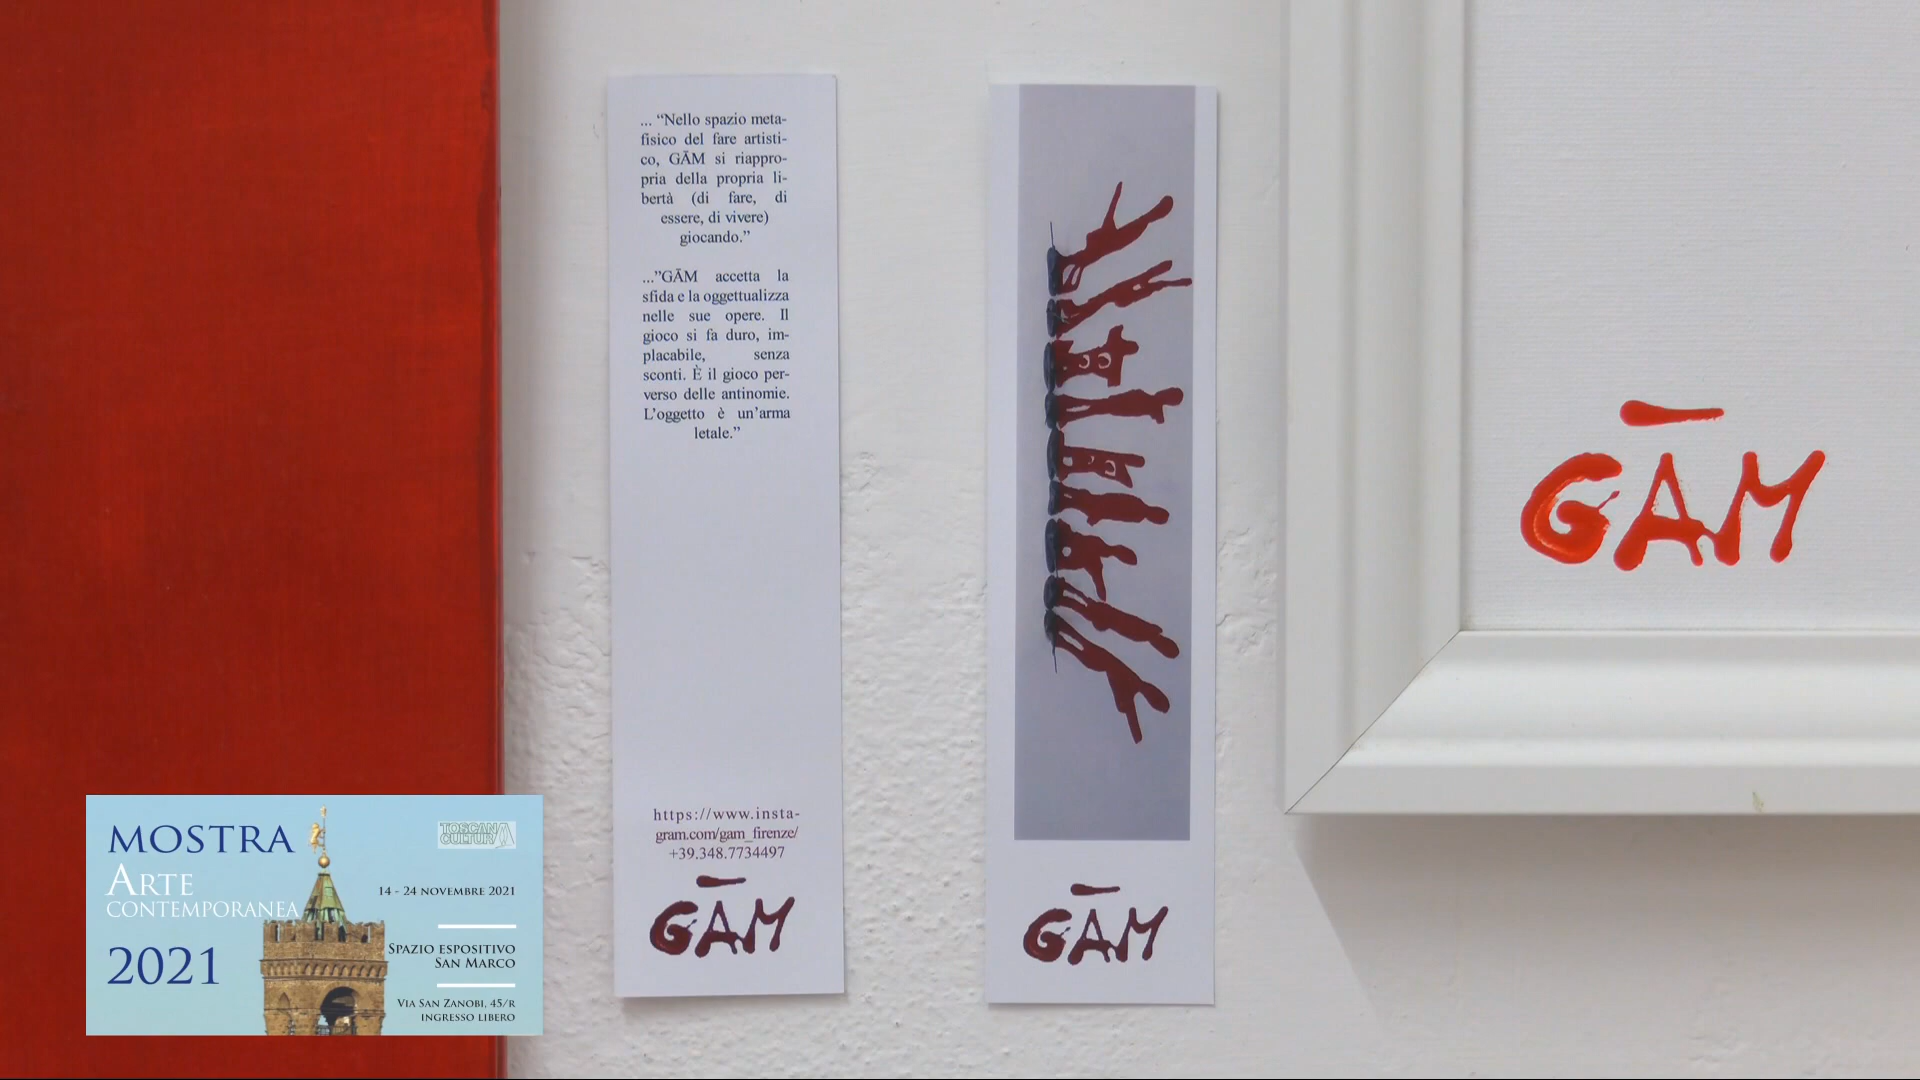 ... “Nello spazio meta-
fisico del fare artisti-
co, GĀM si riappro-
pria della propria li-
bertà (di fare, di
essere, di vivere)
giocando.”
...”GĀM accetta la
sfida e la oggettualizza
nelle sue opere. Il
gioco si fa duro, im-
placabile, senza
sconti. È il gioco per-
verso delle antinomie.
L’oggetto è un’arma
letale.”
https://www.insta-
gram.com/gam_firenze/
+39.348.7734497
GĀM
GĀM
GĀM
MOSTRA
ARTE
CONTEMPORANEA
2021
TOSCANA
CULTURA
14 - 24 NOVEMBRE 2021
SPAZIO ESPOSITIVO
SAN MARCO
VIA SAN ZANOBI, 45/R
INGRESSO LIBERO